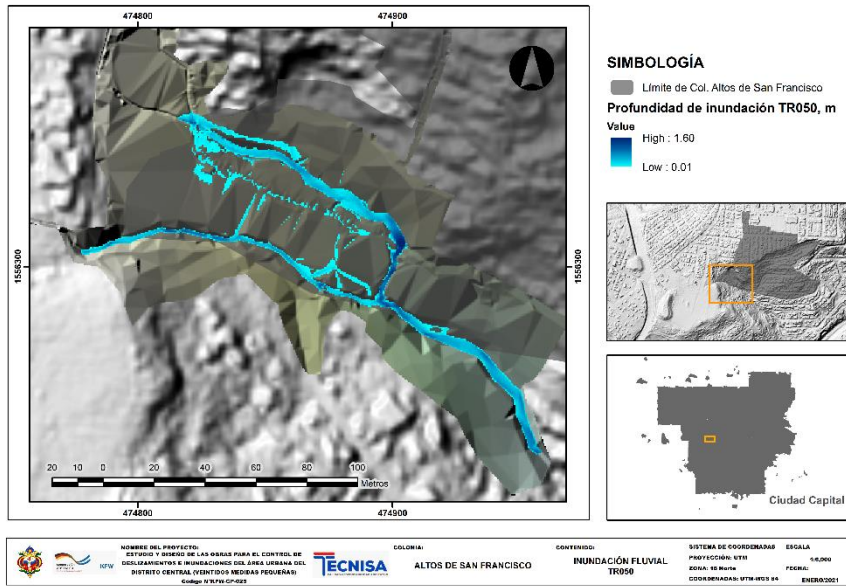 474800
474900
1556300
1556300
20 10 0 20 40 60 80 100
Metros
474800
474900
SIMBOLOGÍA
Límite de Col. Altos de San Francisco
Profundidad de inundación TR050, m
Value
High : 1.60
Low : 0.01
Ciudad Capital
KFW
NOMBRE DEL PROYECTO:
ESTUDIO Y DISEÑO DE LAS OBRAS PARA EL CONTROL DE
DESLIZAMIENTOS E INUNDACIONES DEL ÁREA URBANA DEL
DISTRITO CENTRAL (VEINTIDOS MEDIDAS PEQUEÑAS)
TECNISA
COLONIA:
ALTOS DE SAN FRANCISCO
CONTENIDO:
INUNDACIÓN FLUVIAL
TR050
SISTEMA DE COORDENADAS
PROYECCIÓN: UTM
ZONA: 16 Norte
COORDENADAS: UTM-WGS 84
ESCALA
FECHA:
ENERO/2021